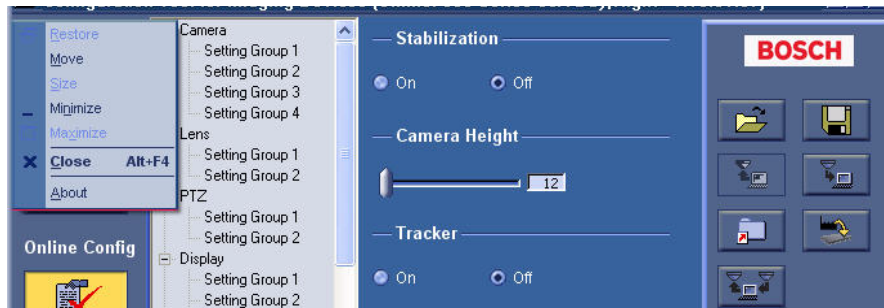 Restore
Move
Size
Minimize
Maximize
Close Alt+F4
About
Online Config
Camera
Setting Group 1
Setting Group 2
Setting Group 3
Setting Group 4
Lens
Setting Group 1
Setting Group 2
PTZ
Setting Group 1
Setting Group 2
Display
Setting Group 1
Setting Group 2
Stabilization
On Off
Camera Height
12
Tracker
On Off
BOSCH